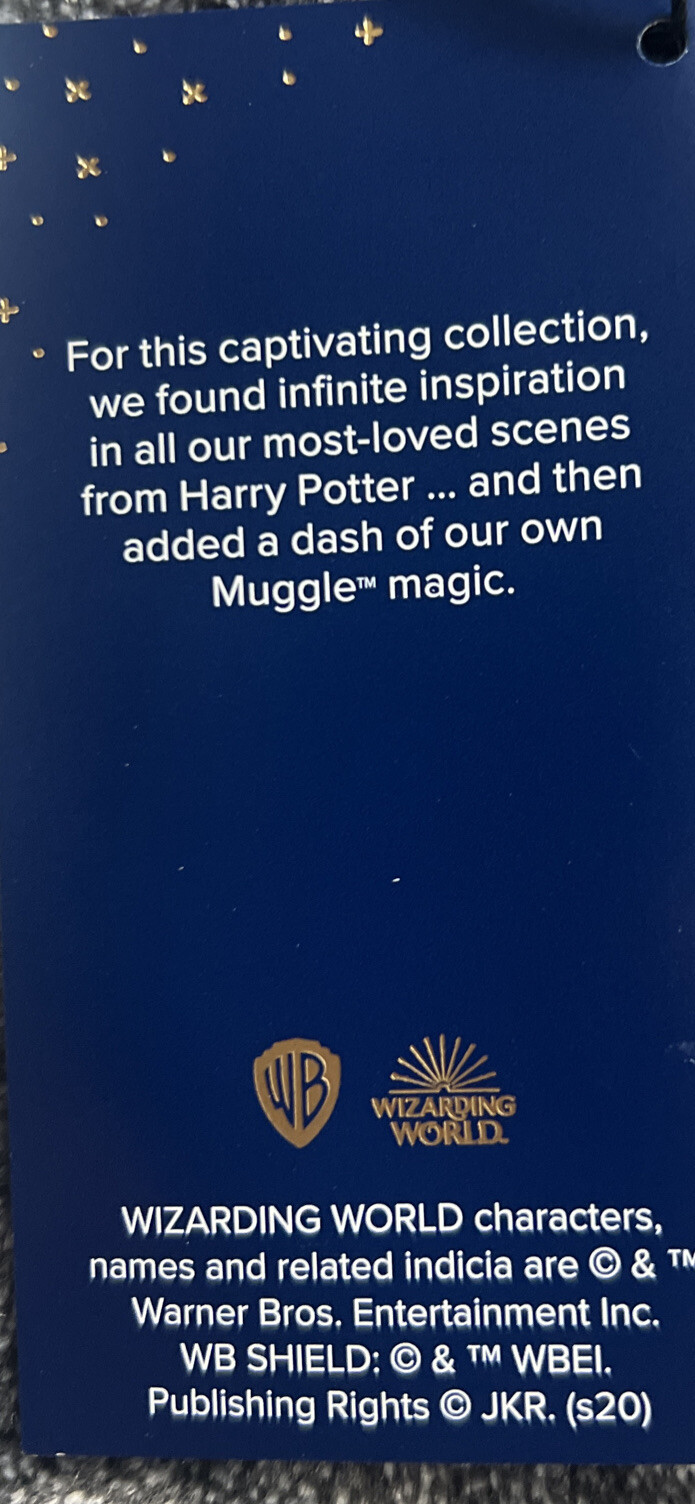 For this captivating collection,
we found infinite inspiration
in all our most-loved scenes
from Harry Potter ... and then
added a dash of our own
Muggle™ magic.
WB
WIZARDING
WORLD
WIZARDING WORLD characters,
names and related indicia are © & ™
Warner Bros. Entertainment Inc.
WB SHIELD: © & ™ WBEI.
Publishing Rights © JKR. (s20)